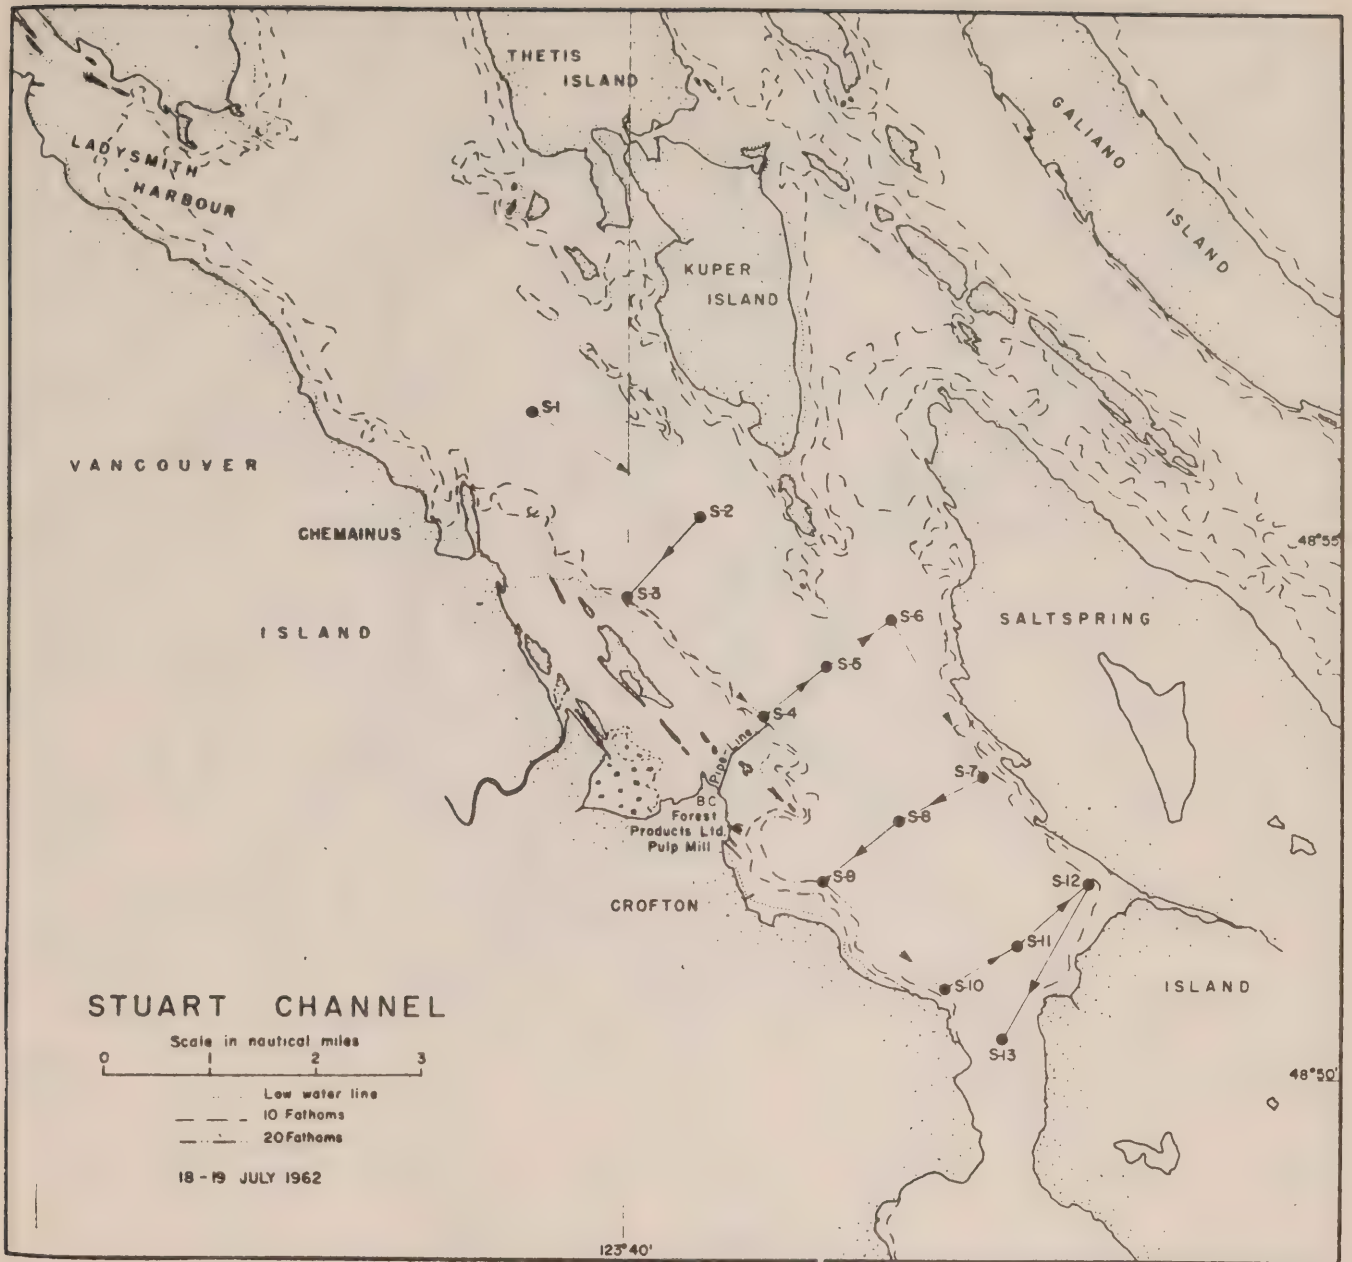 THETIS
ISLAND
GALIANO
ISLAND
LADYSMITH
HARBOUR
KUPER
ISLAND
S-1
VANCOUVER
S-2
CHEMAINUS
48°55'
S-3
ISLAND
S-6
SALTSPRING
S-5
S-4
Pipe-Line
S-7
BC
Forest
Products Ltd.
Pulp Mill
S-8
S-9
S-12
CROFTON
S-11
S-10
ISLAND
S-13
STUART CHANNEL
Scale in nautical miles
0 1 2 3
Low water line
10 Fathoms
20 Fathoms
18-19 JULY 1962
48°50'
123°40'